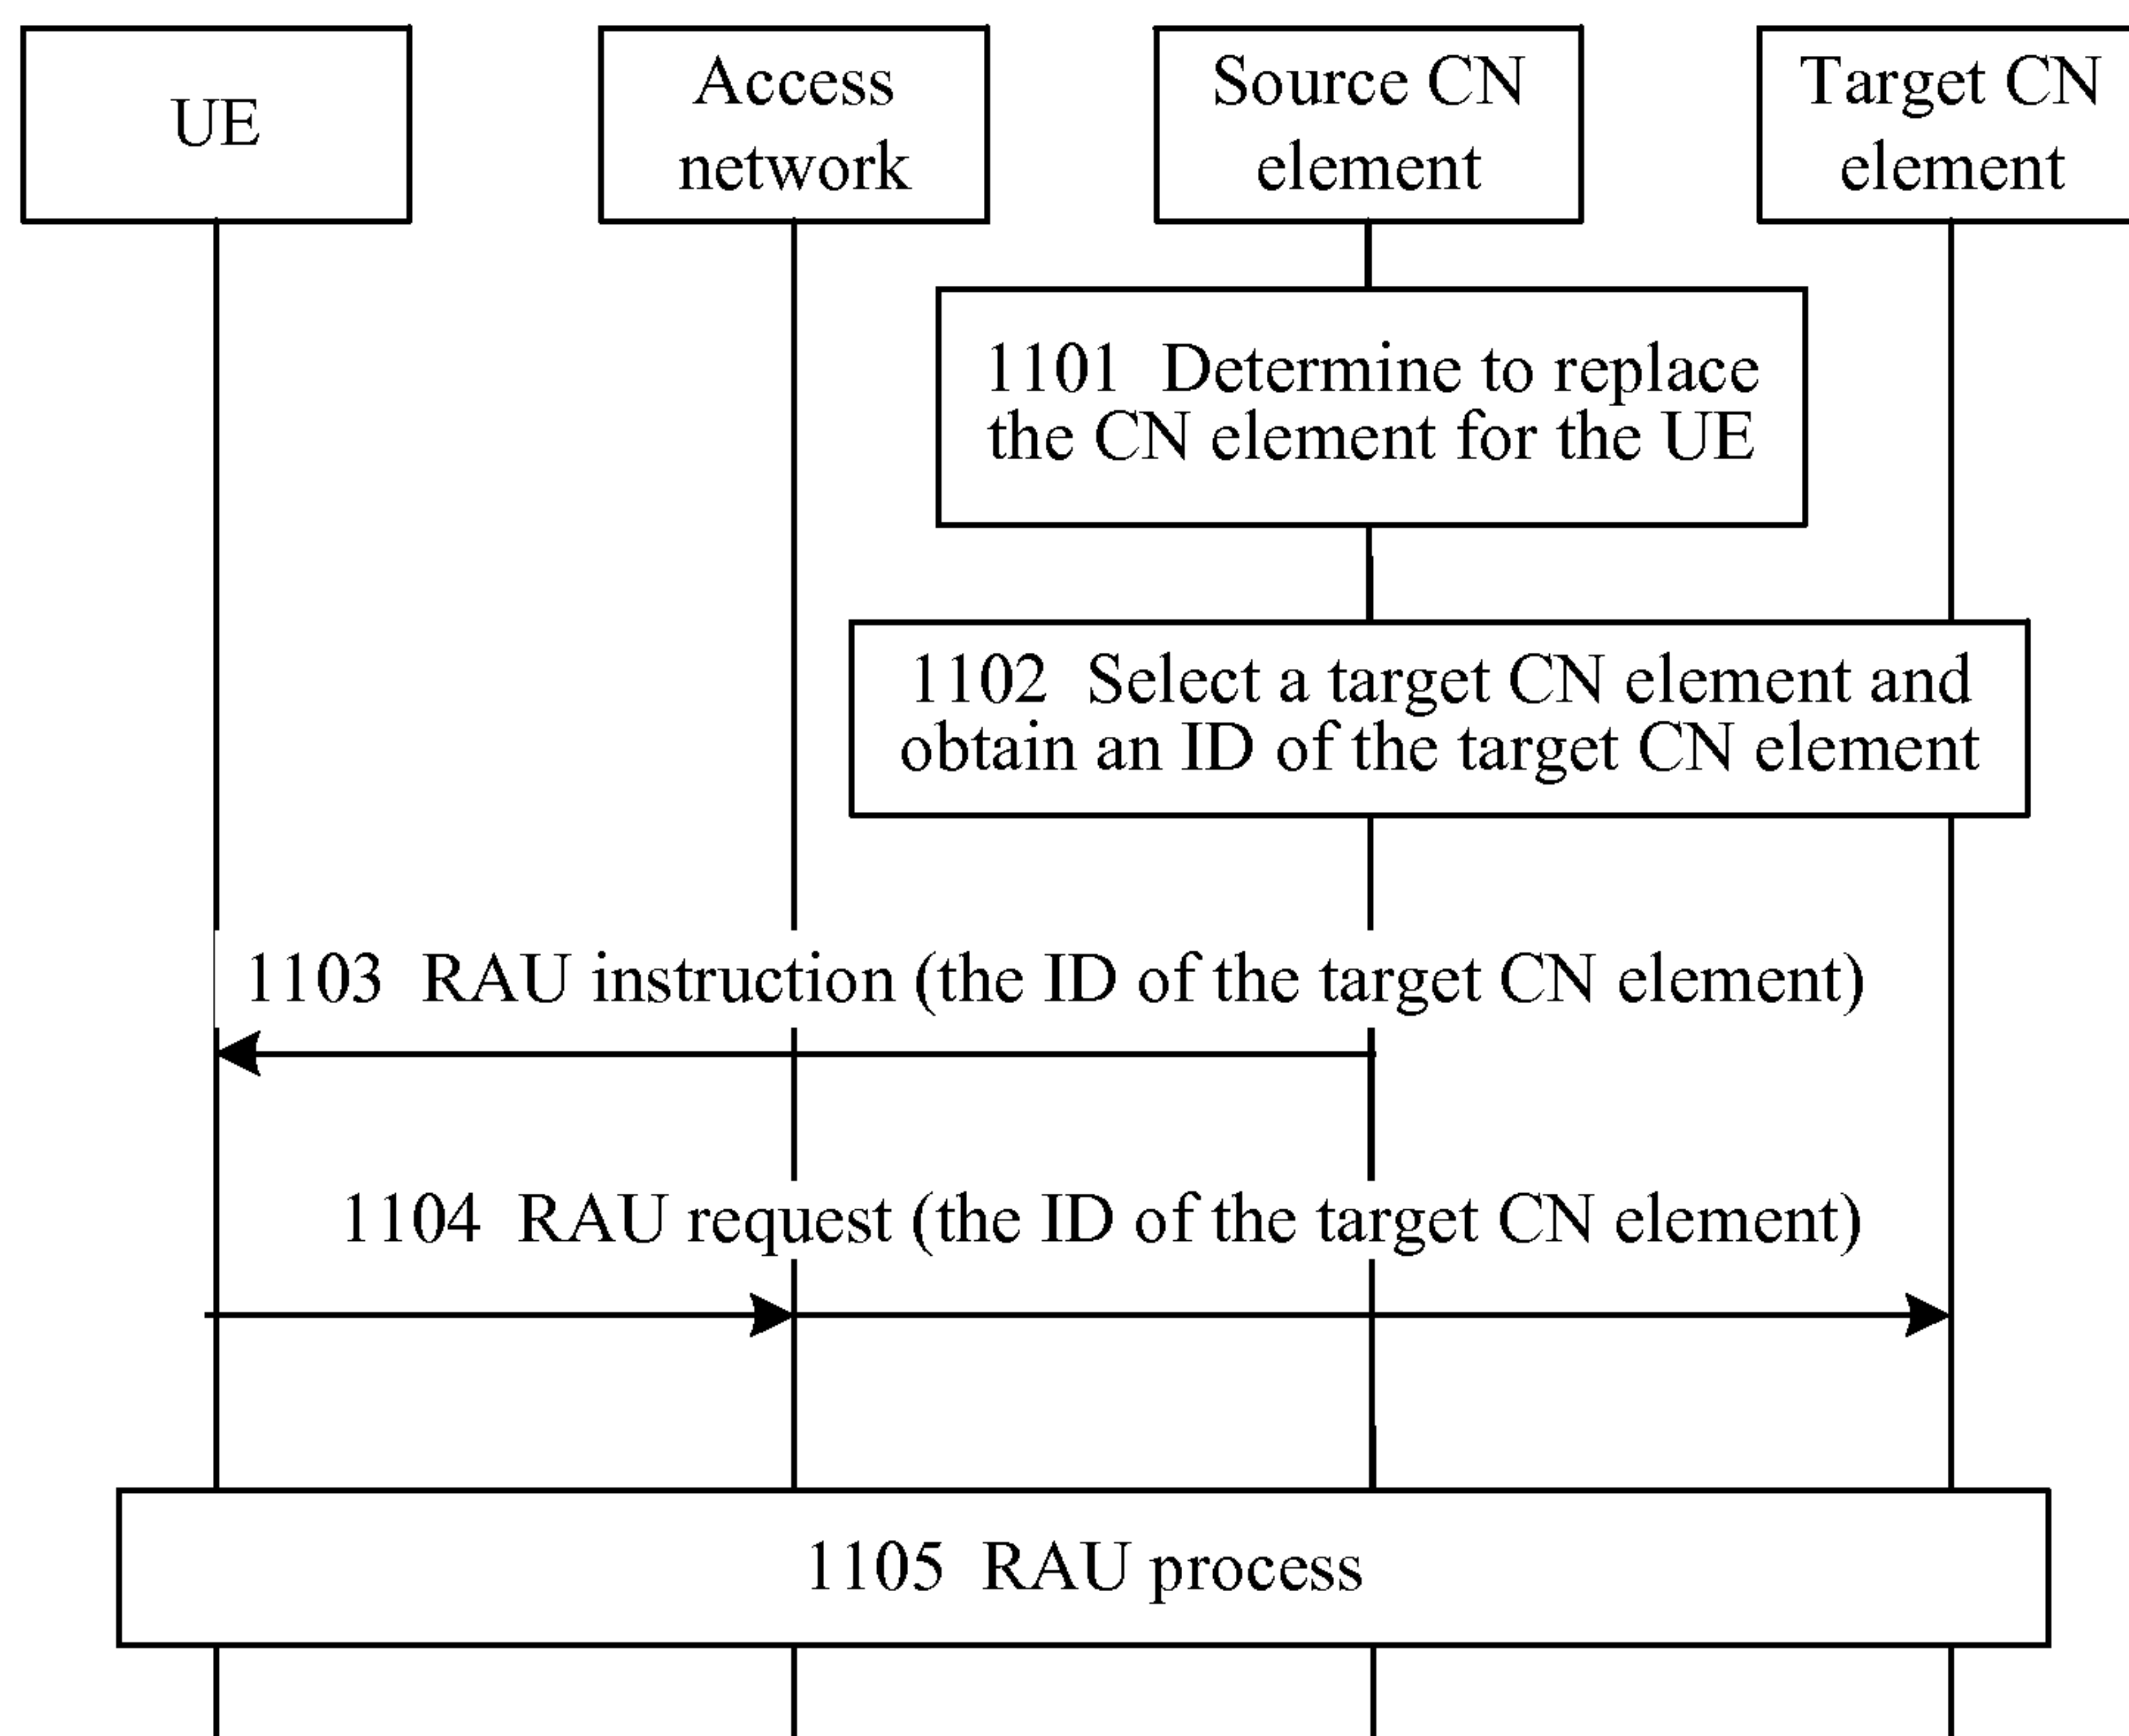 UE
Access
network
Source CN
element
Target CN
element
1101 Determine to replace
the CN element for the UE
1102 Select a target CN element and
obtain an ID of the target CN element
1103 RAU instruction (the ID of the target CN element)
1104 RAU request (the ID of the target CN element)
1105 RAU process